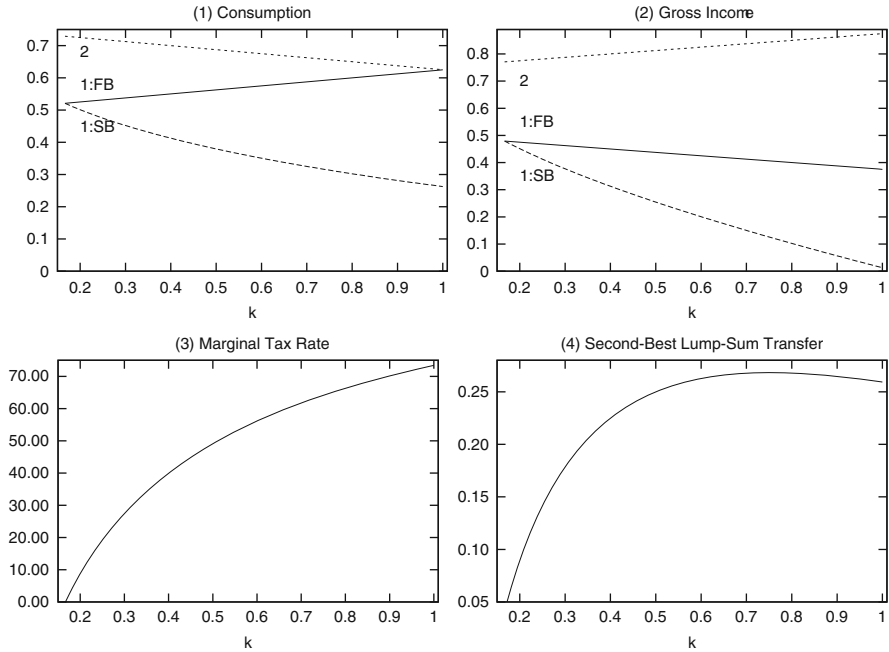 (1) Consumption
0.7
0.6
0.5
0.4
0.3
0.2
0.1
0
2
1:FB
1:SB
0.2 0.3 0.4 0.5 0.6 0.7 0.8 0.9 1
k
(2) Gross Income
0.8
0.7
0.6
0.5
0.4
0.3
0.2
0.1
0
2
1:FB
1:SB
0.2 0.3 0.4 0.5 0.6 0.7 0.8 0.9 1
k
(3) Marginal Tax Rate
70.00
60.00
50.00
40.00
30.00
20.00
10.00
0.00
0.2 0.3 0.4 0.5 0.6 0.7 0.8 0.9 1
k
(4) Second-Best Lump-Sum Transfer
0.25
0.20
0.15
0.10
0.05
0.2 0.3 0.4 0.5 0.6 0.7 0.8 0.9 1
k